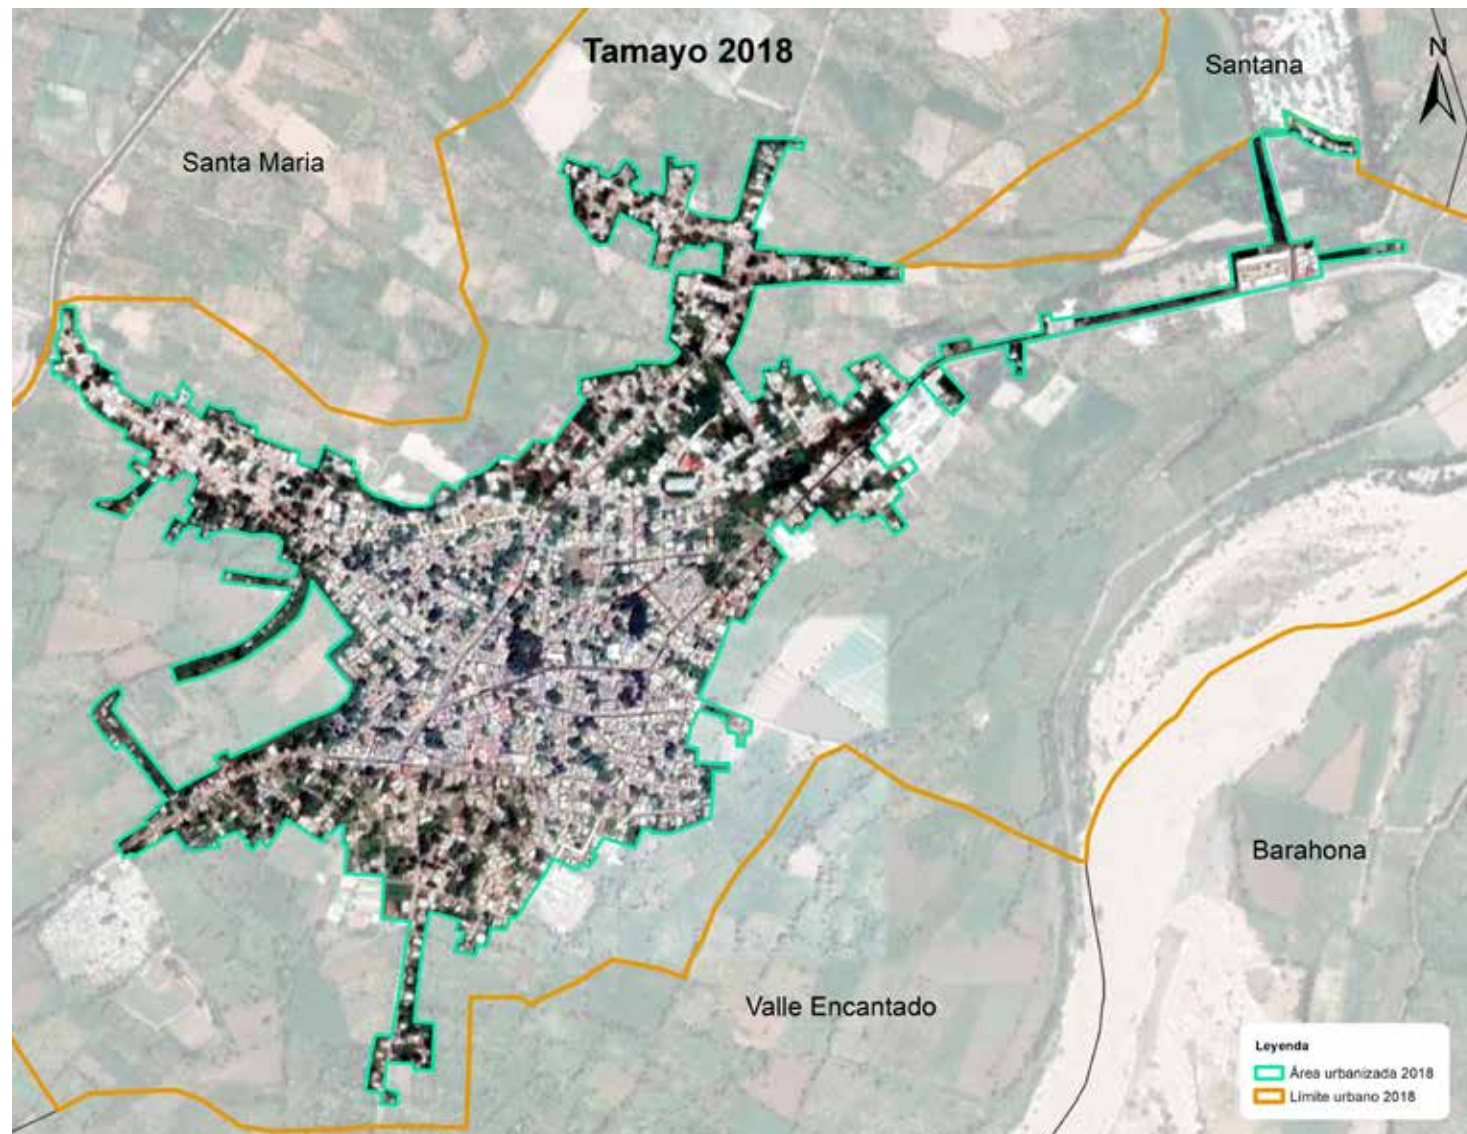 Tamayo 2018
N
Santana
Santa Maria
Barahona
Valle Encantado
Leyenda
Área urbanizada 2018
Límite urbano 2018